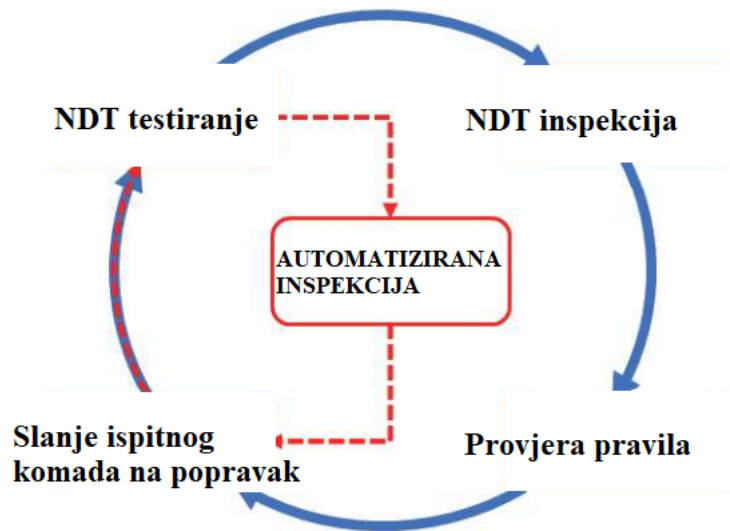 NDT testiranje
NDT inspekcija
AUTOMATIZIRANA
INSPEKCIJA
Slanje ispitnog
komada na popravak
Provjera pravila